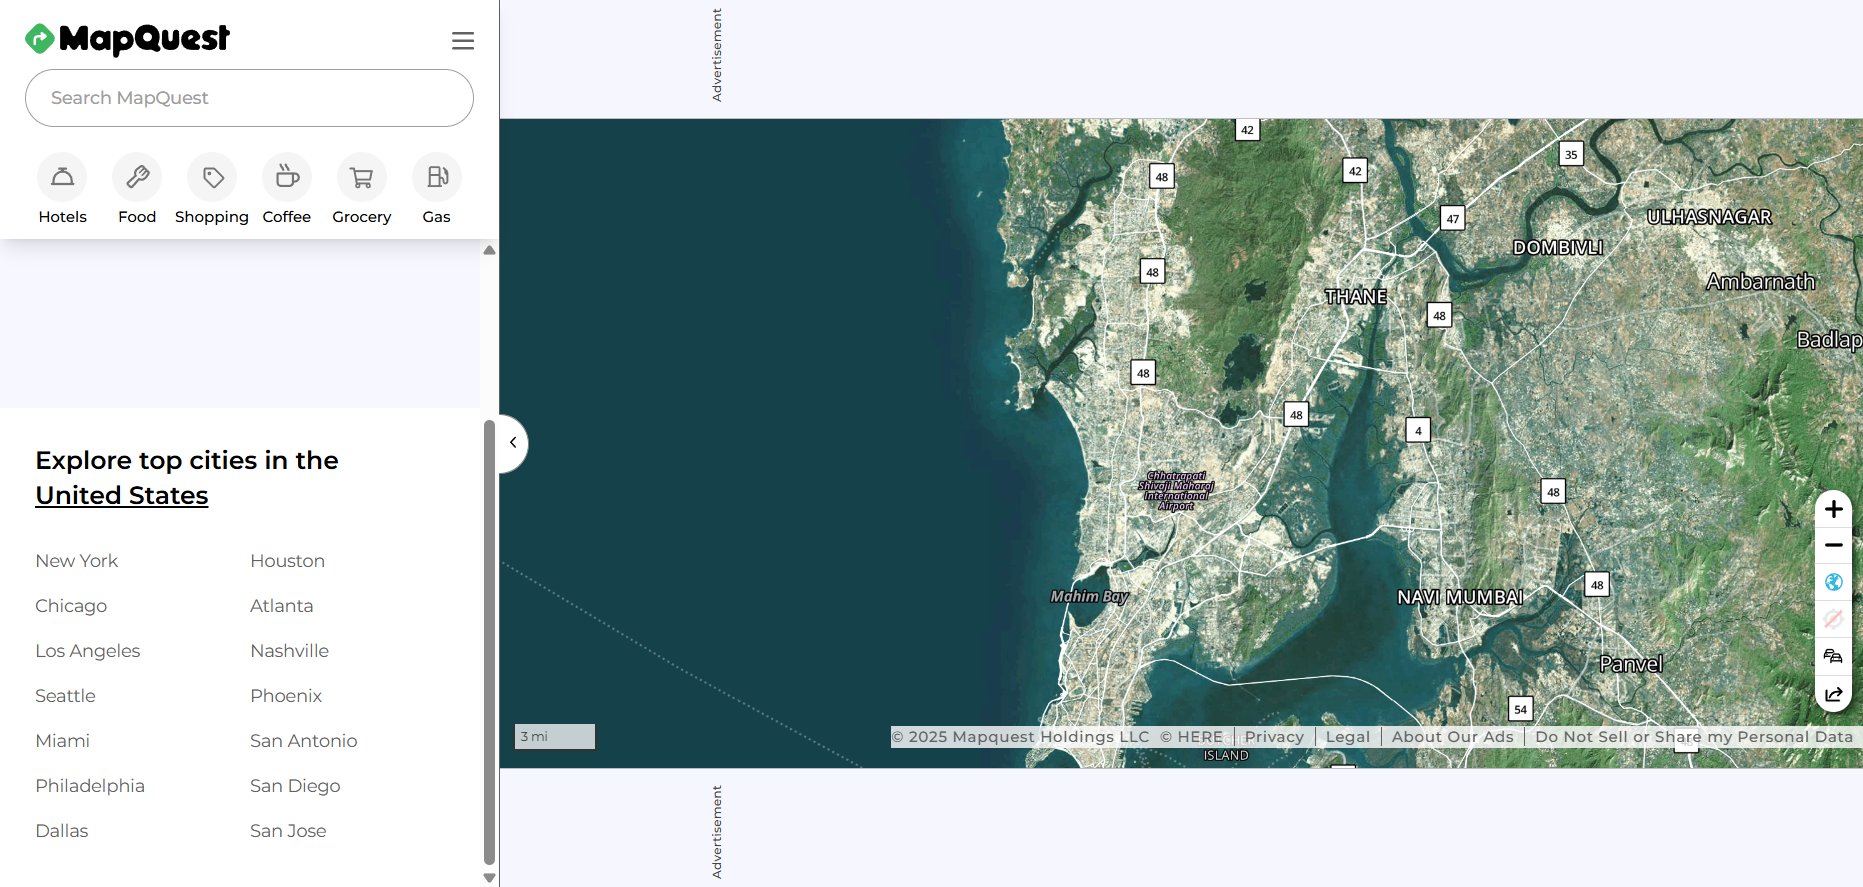 MapQuest
Search MapQuest
Hotels
Food
Shopping
Coffee
Grocery
Gas
Explore top cities in the
United States
New York
Houston
Chicago
Atlanta
Los Angeles
Nashville
Seattle
Phoenix
Miami
San Antonio
Philadelphia
San Diego
Dallas
San Jose
Advertisement
42
48
42
35
47
ULHASNAGAR
DOMBIVLI
48
Ambarnath
THANE
48
Badlap
48
48
4
Chhatrapati
Shivaji Maharaj
International
Airport
48
48
Mahim Bay
NAVI MUMBAI
Panvel
54
3 mi
© 2025 Mapquest Holdings LLC © HERE | Privacy | Legal | About Our Ads | Do Not Sell or Share my Personal Data
ISLAND
Advertisement